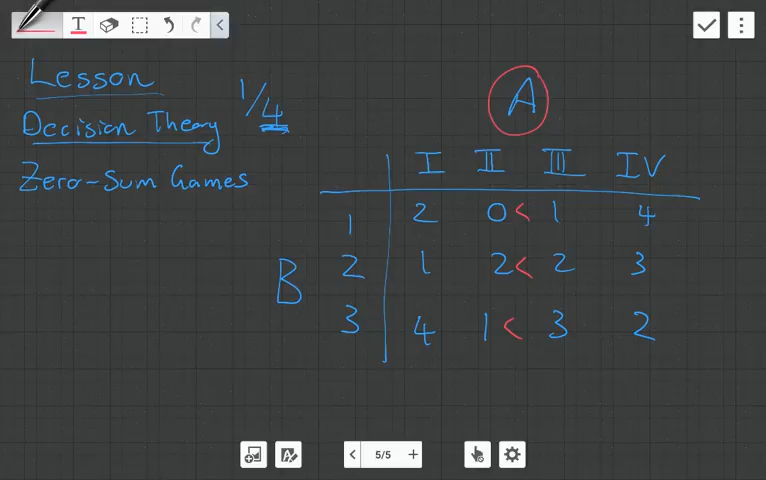 T
Lesson
1/4
A
Decision Theory
Zero-Sum Games
I II III IV
1 2 0 < 1 4
B
2 1 2 < 2 3
3 4 1 < 3 2
A
5/5